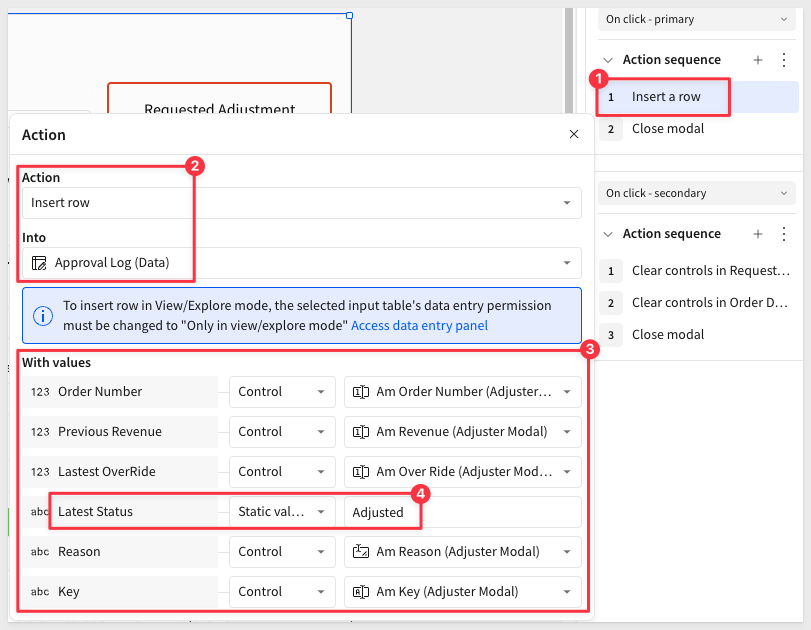 On click - primary
Action sequence
1
1 Insert a row
2 Close modal
Requested Adjustment
Action
2
Action
Insert row
Into
Approval Log (Data)
To insert row in View/Explore mode, the selected input table's data entry permission
must be changed to "Only in view/explore mode" Access data entry panel
3
With values
123 Order Number Control Am Order Number (Adjuster…
123 Previous Revenue Control Am Revenue (Adjuster Modal)
123 Lastest OverRide Control Am Over Ride (Adjuster Mod…
4
abc Latest Status Static val… Adjusted
abc Reason Control Am Reason (Adjuster Modal)
abc Key Control Am Key (Adjuster Modal)
On click - secondary
Action sequence
1 Clear controls in Request…
2 Clear controls in Order D…
3 Close modal